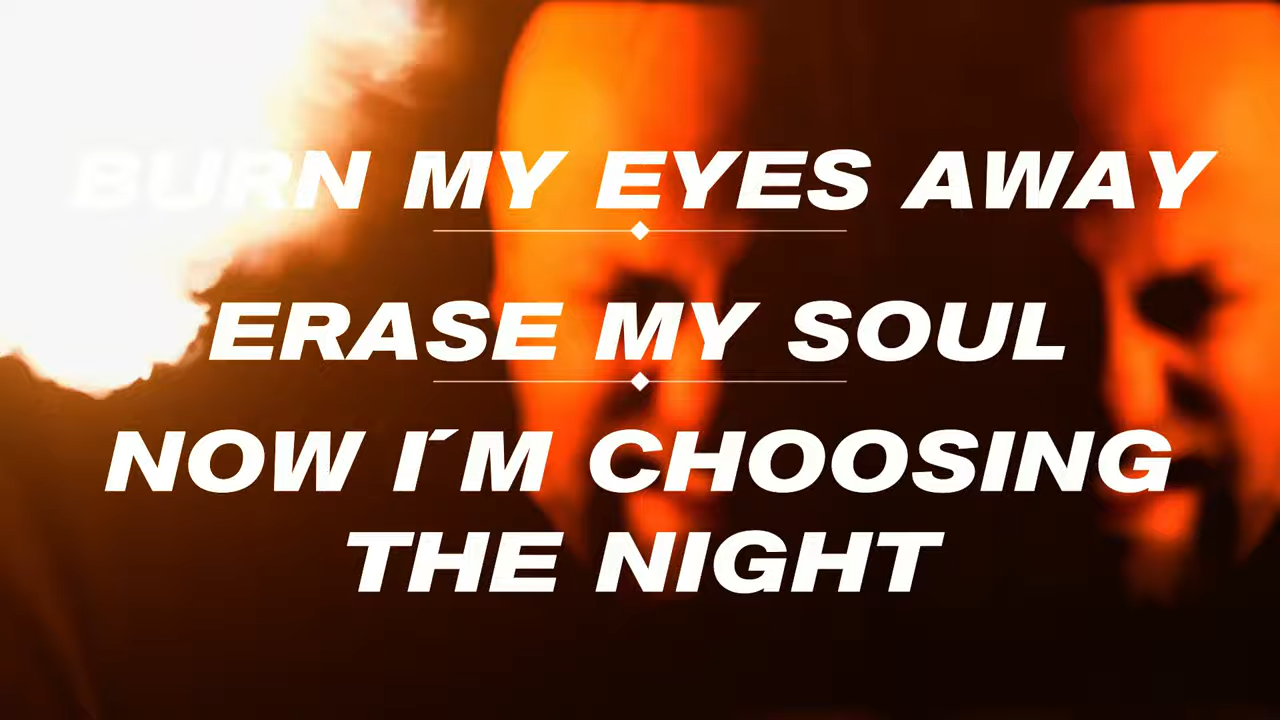 BURN MY EYES AWAY
ERASE MY SOUL
NOW I´M CHOOSING
THE NIGHT